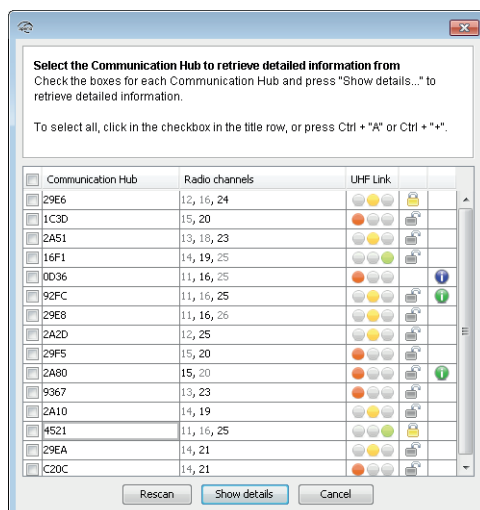 Select the Communication Hub to retrieve detailed information from
Check the boxes for each Communication Hub and press "Show details..." to
retrieve detailed information.
To select all, click in the checkbox in the title row, or press Ctrl + "A" or Ctrl + "+".
Communication Hub Radio channels UHF Link
29E6 12, 16, 24
1C3D 15, 20
2A51 13, 18, 23
16F1 14, 19, 25
0D36 11, 16, 25
92FC 11, 16, 25
29E8 11, 16, 26
2A2D 12, 25
29F5 15, 20
2A80 15, 20
9367 13, 23
2A10 14, 19
4521 11, 16, 25
29EA 14, 21
C20C 14, 21
Rescan Show details Cancel